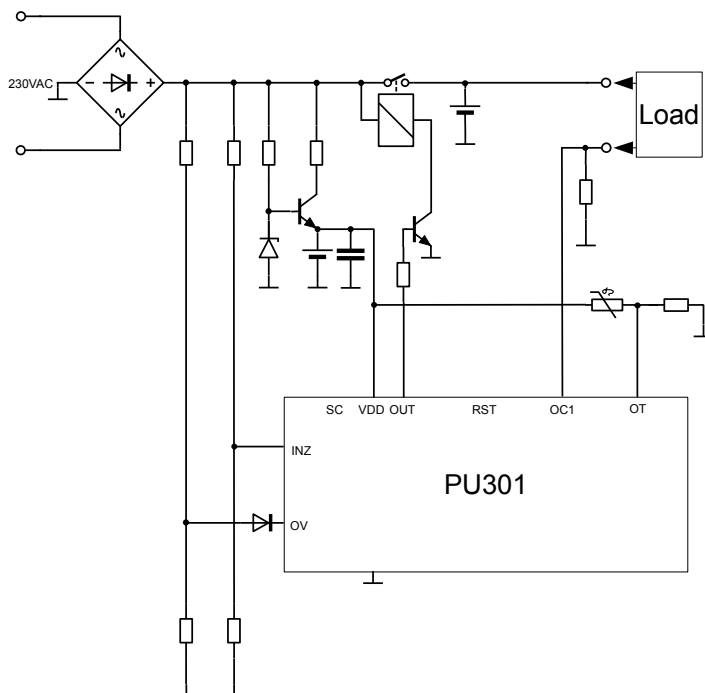 230VAC
Load
SC
VDD
OUT
RST
OC1
OT
INZ
PU301
OV